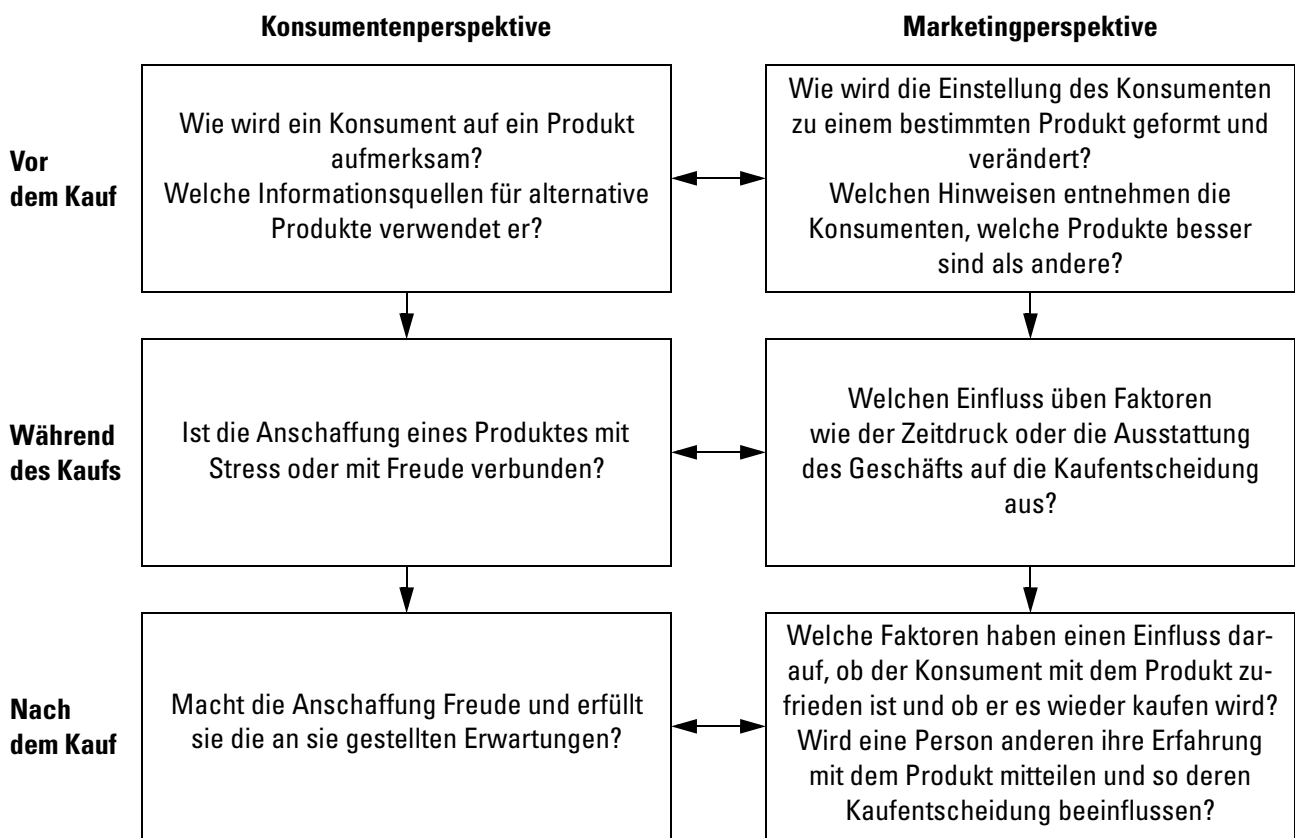 Konsumentenperspektive
Marketingperspektive
Vor
dem Kauf
Wie wird ein Konsument auf ein Produkt
aufmerksam?
Welche Informationsquellen für alternative
Produkte verwendet er?
Wie wird die Einstellung des Konsumenten
zu einem bestimmten Produkt geformt und
verändert?
Welchen Hinweisen entnehmen die
Konsumenten, welche Produkte besser
sind als andere?
Während
des Kaufs
Ist die Anschaffung eines Produktes mit
Stress oder mit Freude verbunden?
Welchen Einfluss üben Faktoren
wie der Zeitdruck oder die Ausstattung
des Geschäfts auf die Kaufentscheidung
aus?
Nach
dem Kauf
Macht die Anschaffung Freude und erfüllt
sie die an sie gestellten Erwartungen?
Welche Faktoren haben einen Einfluss dar-
auf, ob der Konsument mit dem Produkt zu-
frieden ist und ob er es wieder kaufen wird?
Wird eine Person anderen ihre Erfahrung
mit dem Produkt mitteilen und so deren
Kaufentscheidung beeinflussen?